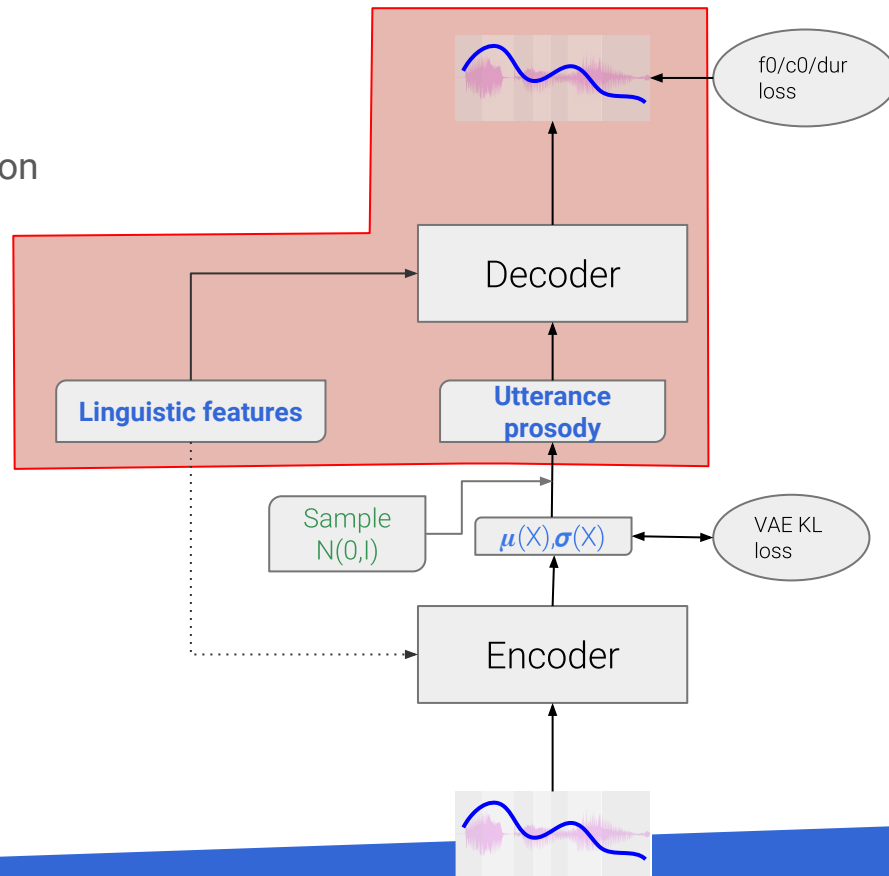 f0/c0/dur
loss
on
Decoder
Linguistic features
Utterance
prosody
Sample
N(0,I)
μ(X),σ(X)
VAE KL
loss
Encoder